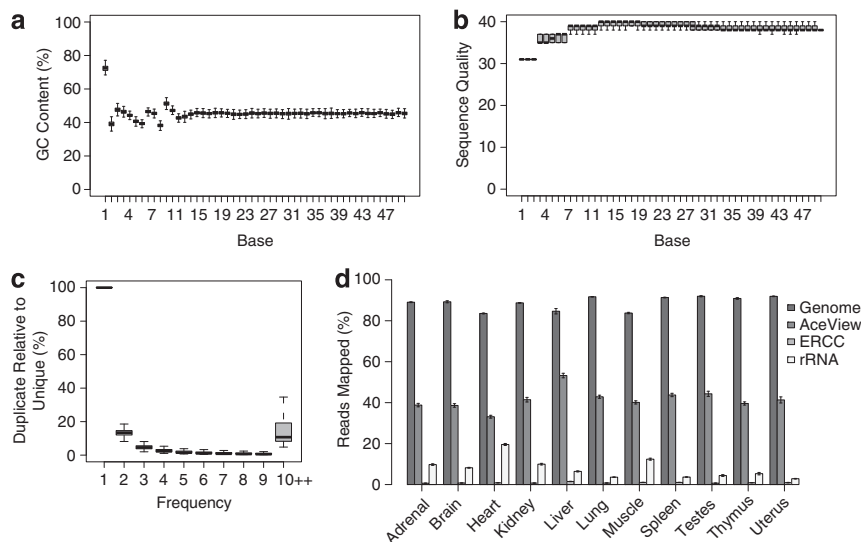 a
GC Content (%)
100
80
60
40
20
0
1 4 7 11 15 19 23 27 31 35 39 43 47
Base
b
Sequence Quality
40
30
20
10
0
1 4 7 11 15 19 23 27 31 35 39 43 47
Base
c
Duplicate Relative to
Unique (%)
100
80
60
40
20
0
1 2 3 4 5 6 7 8 9 10++
Frequency
d
Reads Mapped (%)
100
80
60
40
20
0
Genome
AceView
ERCC
rRNA
Adrenal
Brain
Heart
Kidney
Liver
Lung
Muscle
Spleen
Testes
Thymus
Uterus